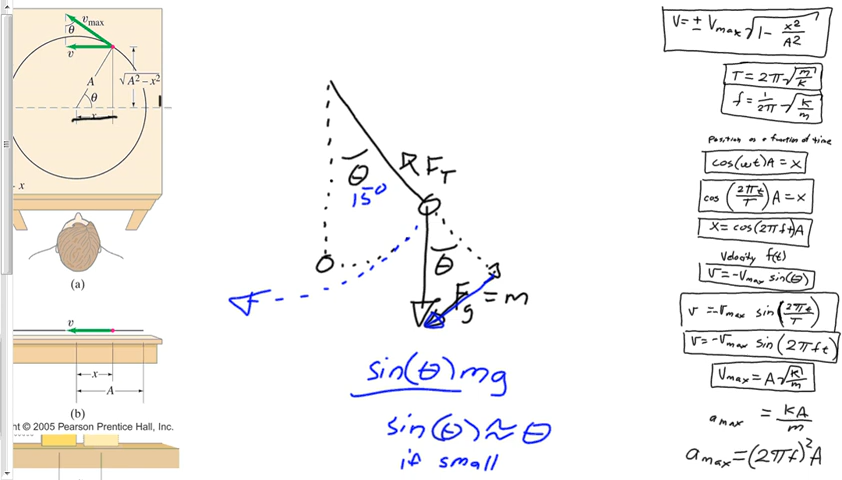 v_max
θ
v
A
√A² – x²
θ
x
- x
(a)
v
x
A
(b)
nt © 2005 Pearson Prentice Hall, Inc.
θ
15°
F_T
θ
F_g = m
sin(θ)mg
sin(θ) ≈ θ
if small
V = ± V_max √1 - x²/A²
T = 2π √m/K
f = 1/2π √K/m
Position as a function of time
cos(ωt)A = x
cos(2πt/T)A = x
x = cos(2πft)A
Velocity f(t)
V = -V_max sin(θ)
V = -V_max sin(2πt/T)
V = -V_max sin(2πft)
V_max = A √K/m
a_max = KA/m
a_max = (2πf)²A